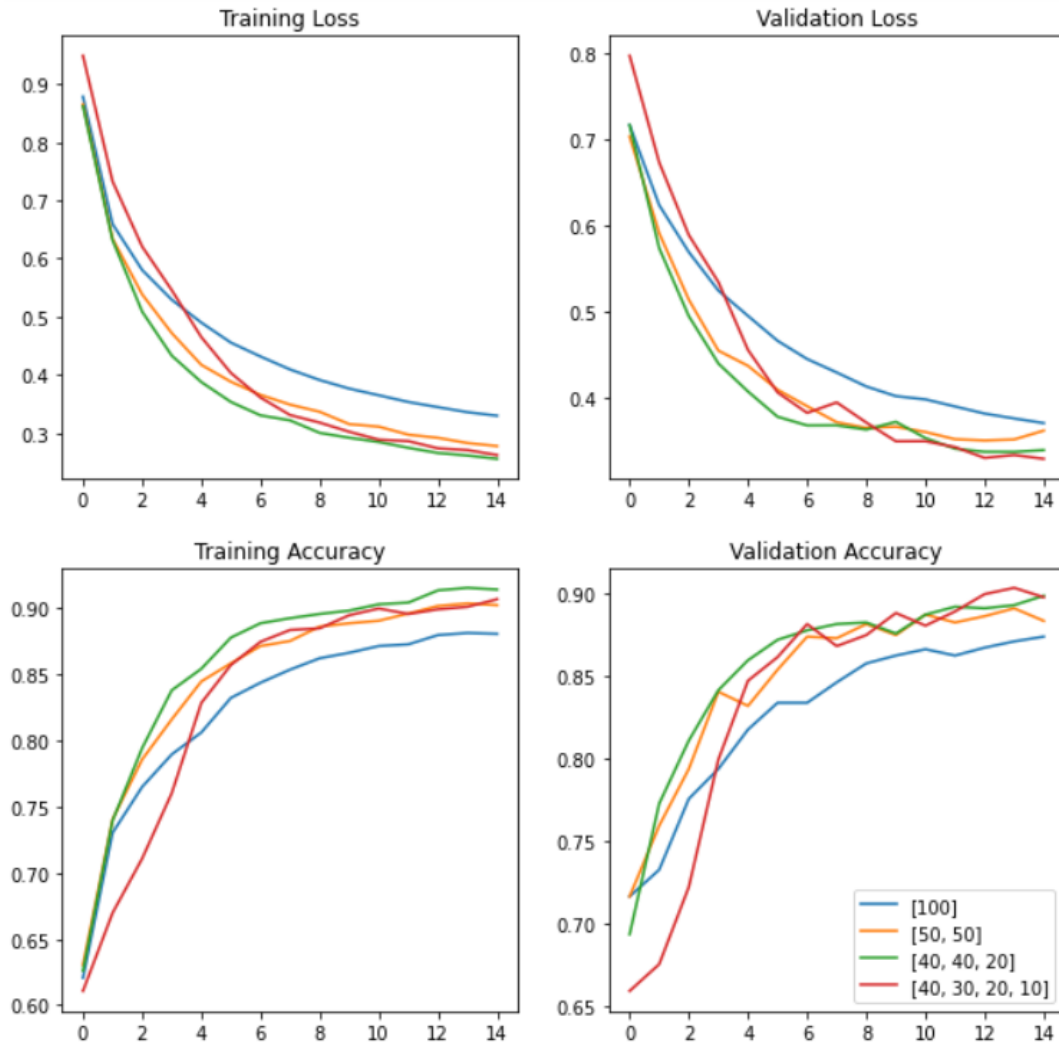 Training Loss
0.9
0.8
0.7
0.6
0.5
0.4
0.3
0 2 4 6 8 10 12 14
Validation Loss
0.8
0.7
0.6
0.5
0.4
0 2 4 6 8 10 12 14
Training Accuracy
0.90
0.85
0.80
0.75
0.70
0.65
0.60
0 2 4 6 8 10 12 14
Validation Accuracy
0.90
0.85
0.80
0.75
0.70
0.65
[100]
[50, 50]
[40, 40, 20]
[40, 30, 20, 10]
0 2 4 6 8 10 12 14